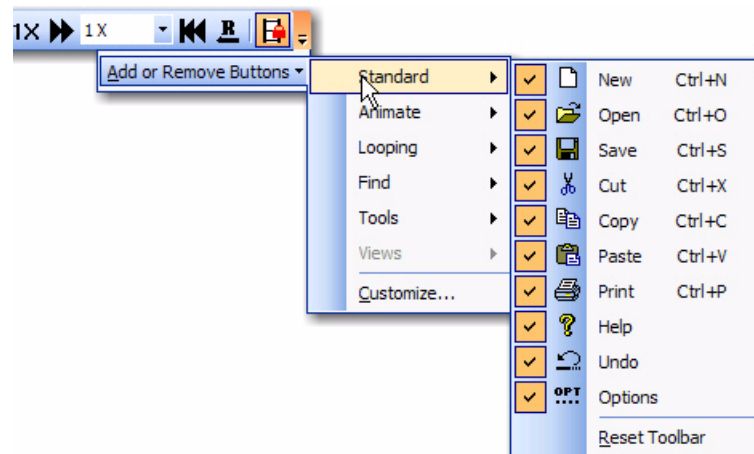 1X 1X R
Add or Remove Buttons
Standard
Animate
Looping
Find
Tools
Views
Customize...
New Ctrl+N
Open Ctrl+O
Save Ctrl+S
Cut Ctrl+X
Copy Ctrl+C
Paste Ctrl+V
Print Ctrl+P
? Help
Undo
OPT Options
Reset Toolbar